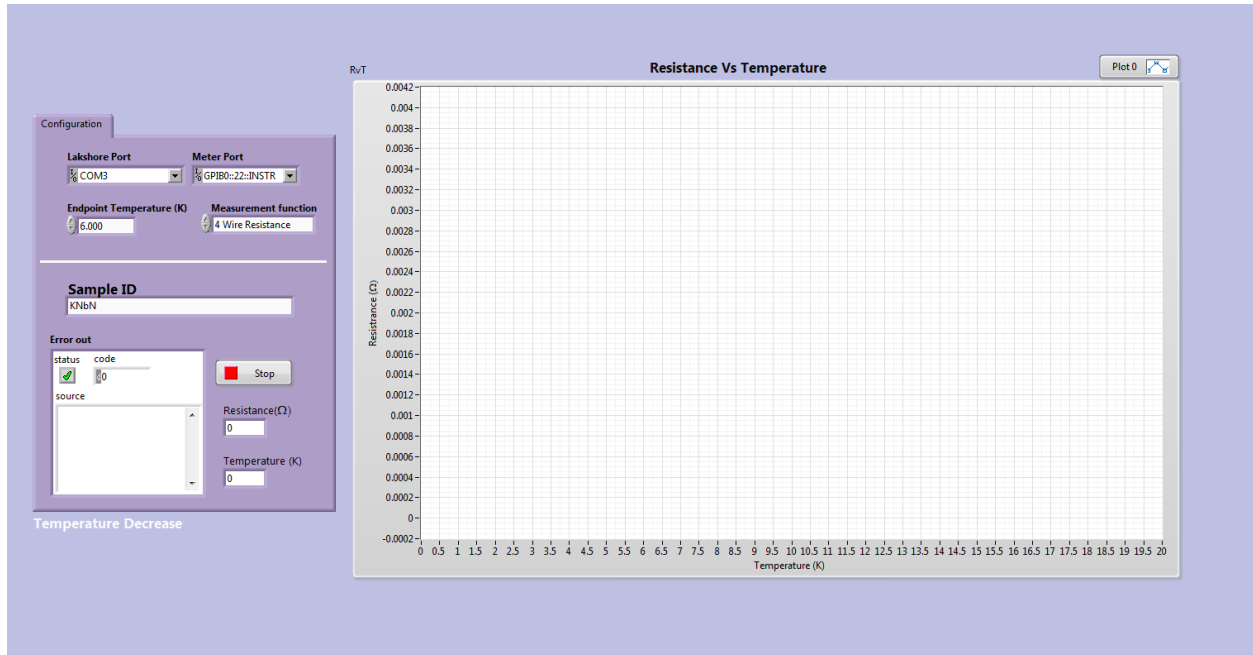 RvT
Resistance Vs Temperature
Plot 0
Configuration
Lakshore Port
Meter Port
COM3
GPIB0::22::INSTR
Endpoint Temperature (K)
Measurement function
6.000
4 Wire Resistance
Sample ID
KNbN
Error out
status
code
0
source
Stop
Resistance(Ω)
0
Temperature (K)
0
Temperature Decrease
Resistrance (Ω)
0.0042
0.004
0.0038
0.0036
0.0034
0.0032
0.003
0.0028
0.0026
0.0024
0.0022
0.002
0.0018
0.0016
0.0014
0.0012
0.001
0.0008
0.0006
0.0004
0.0002
0
-0.0002
0 0.5 1 1.5 2 2.5 3 3.5 4 4.5 5 5.5 6 6.5 7 7.5 8 8.5 9 9.5 10 10.5 11 11.5 12 12.5 13 13.5 14 14.5 15 15.5 16 16.5 17 17.5 18 18.5 19 19.5 20
Temperature (K)